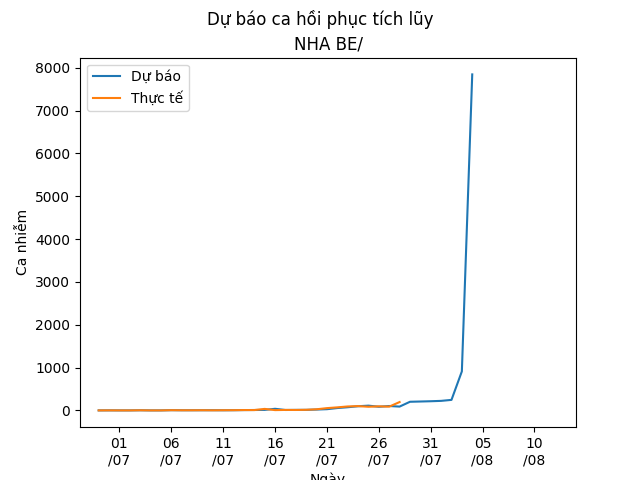 Dự báo ca hồi phục tích lũy
NHA BE/
Dự báo
Thực tế
Ca nhiễm
8000
7000
6000
5000
4000
3000
2000
1000
0
01 06 11 16 21 26 31 05 10
/07 /07 /07 /07 /07 /07 /07 /08 /08
Ngày